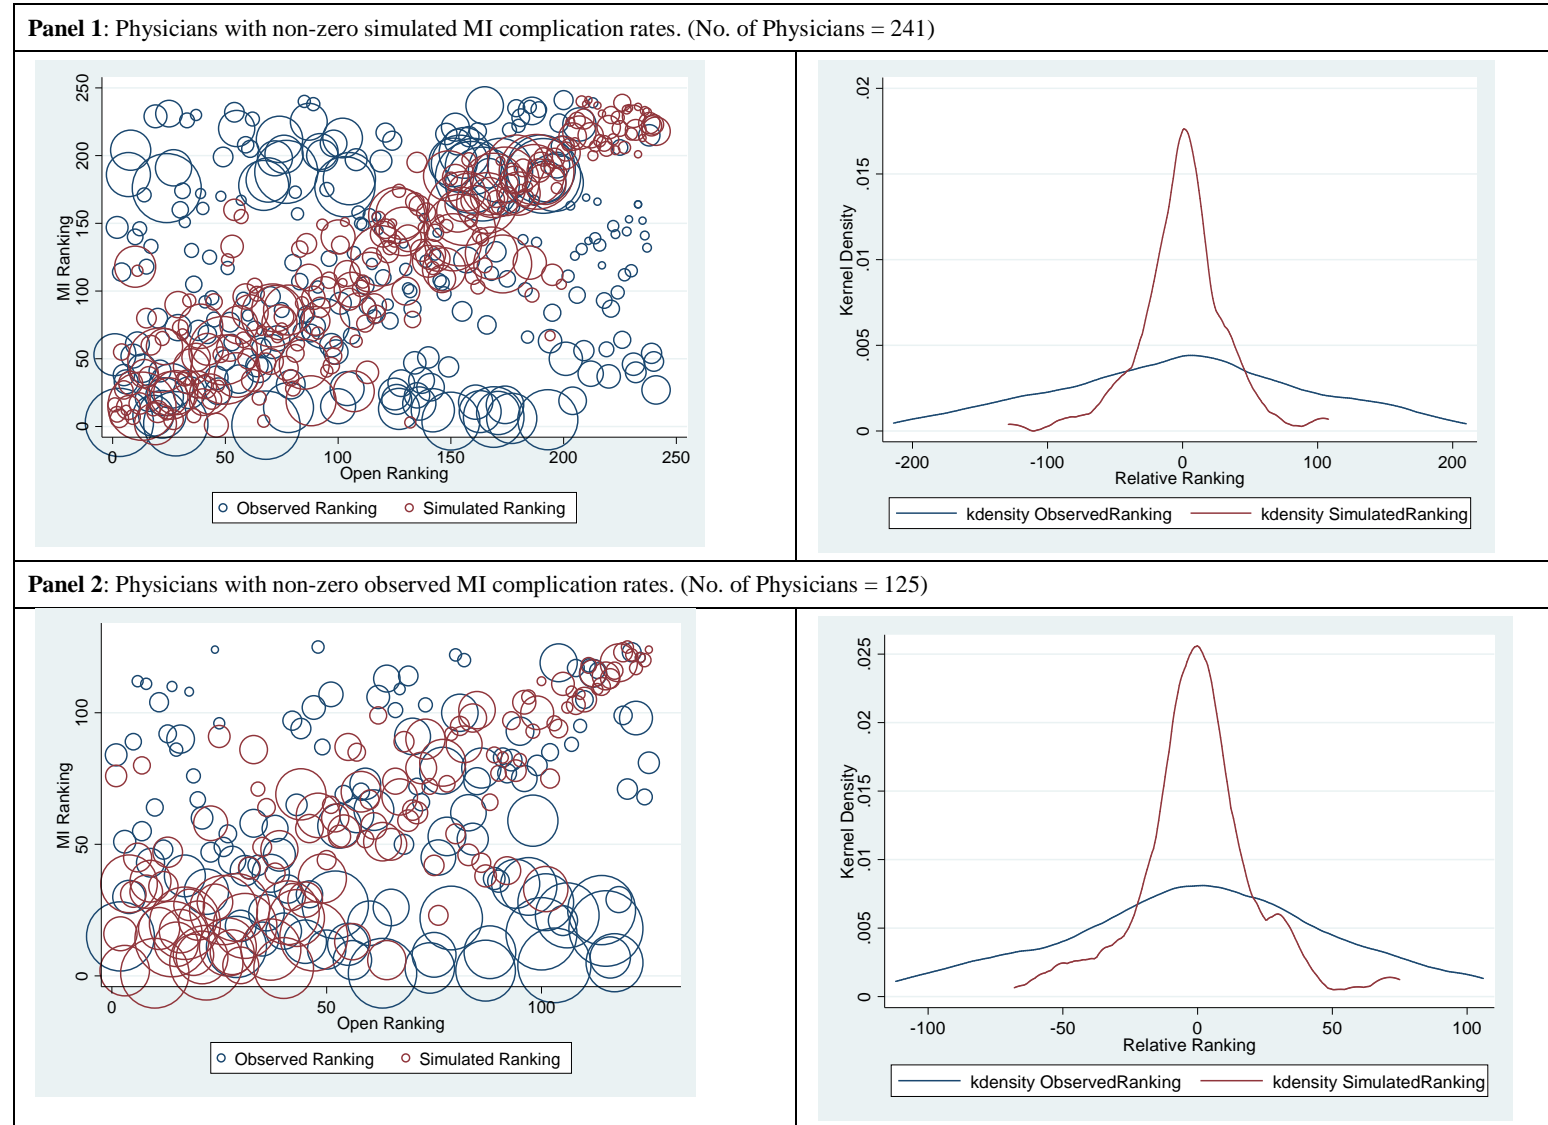 Panel 1: Physicians with non-zero simulated MI complication rates. (No. of Physicians = 241)
250
200
150
100
50
0
MI Ranking
0 50 100 150 200 250
Open Ranking
Observed Ranking Simulated Ranking
.02
.015
.01
.005
0
Kernel Density
-200 -100 0 100 200
Relative Ranking
kdensity ObservedRanking kdensity SimulatedRanking
Panel 2: Physicians with non-zero observed MI complication rates. (No. of Physicians = 125)
100
50
0
MI Ranking
0 50 100
Open Ranking
Observed Ranking Simulated Ranking
.025
.02
.015
.01
.005
0
Kernel Density
-100 -50 0 50 100
Relative Ranking
kdensity ObservedRanking kdensity SimulatedRanking